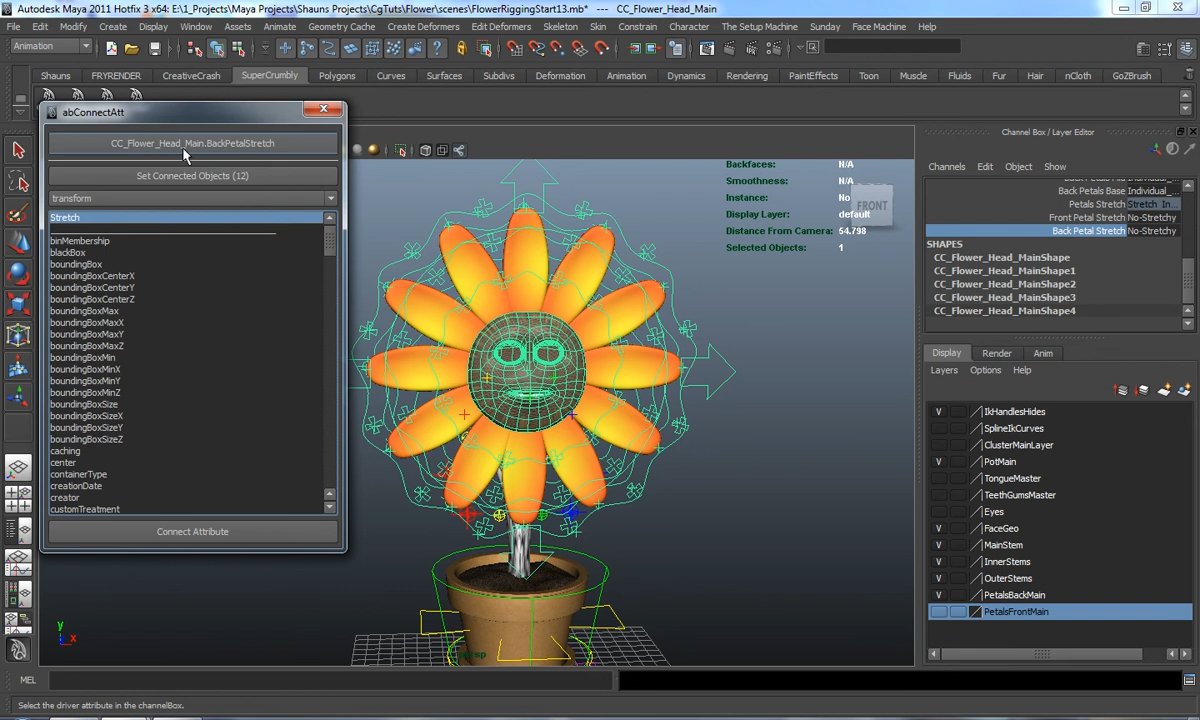 Autodesk Maya 2011 Hotfix 3 x64: E:\1_Projects\Maya Projects\Shauns Projects\CgTuts\Flower\scenes\FlowerRiggingStart13.mb* --- CC_Flower_Head_Main
File Edit Modify Create Display Window Assets Animate Geometry Cache Create Deformers Edit Deformers Skeleton Skin Constrain Character Create The Setup Machine Sunday Face Machine Help
Animation
Shauns FRYRENDER CreativeCrash SuperCrumbly Polygons Curves Surfaces Subdivs Deformation Animation Dynamics Rendering PaintEffects Toon Muscle Fluids Fur Hair nCloth GoZBrush
abConnectAtt
CC_Flower_Head_Main.BackPetalStretch
Set Connected Objects (12)
transform
Stretch
binMembership
blackBox
boundingBox
boundingBoxCenterX
boundingBoxCenterY
boundingBoxCenterZ
boundingBoxMax
boundingBoxMaxX
boundingBoxMaxY
boundingBoxMaxZ
boundingBoxMin
boundingBoxMinX
boundingBoxMinY
boundingBoxMinZ
boundingBoxSize
boundingBoxSizeX
boundingBoxSizeY
boundingBoxSizeZ
caching
center
containerType
creationDate
creator
customTreatment
Connect Attribute
Backfaces: N/A
Smoothness: N/A
Instance: No
Display Layer: default
Distance From Camera: 54.798
Selected Objects: 1
FRONT
persp
y
x
Channel Box / Layer Editor
Channels Edit Object Show
Back Petals Base Individual_...
Petals Stretch Stretch_In...
Front Petal Stretch No-Stretchy
Back Petal Stretch No-Stretchy
SHAPES
CC_Flower_Head_MainShape
CC_Flower_Head_MainShape1
CC_Flower_Head_MainShape2
CC_Flower_Head_MainShape3
CC_Flower_Head_MainShape4
Display Render Anim
Layers Options Help
V IkHandlesHides
SplineIkCurves
ClusterMainLayer
V PotMain
TongueMaster
TeethGumsMaster
Eyes
V FaceGeo
V MainStem
V InnerStems
V OuterStems
V PetalsBackMain
PetalsFrontMain
MEL
Select the driver attribute in the channelBox.